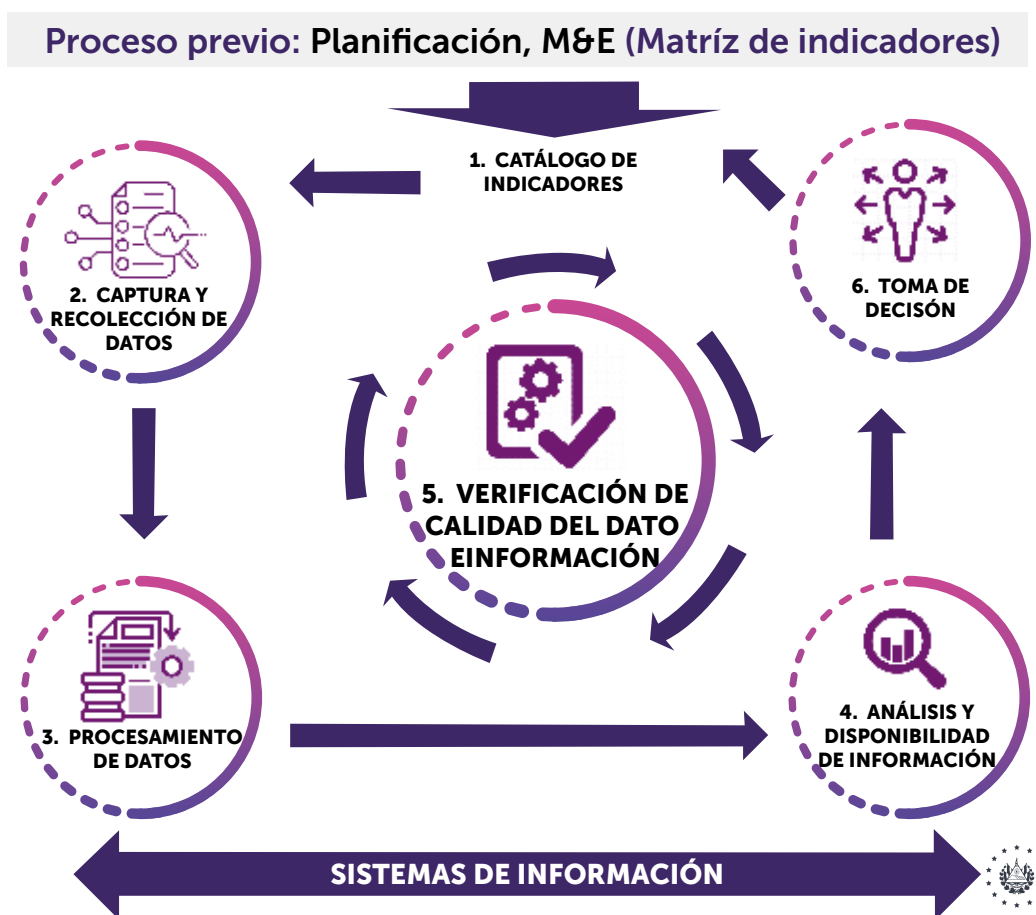 Proceso previo: Planificación, M&E (Matríz de indicadores)
1. CATÁLOGO DE
INDICADORES
2. CAPTURA Y
RECOLECCIÓN DE
DATOS
6. TOMA DE
DECISÓN
5. VERIFICACIÓN DE
CALIDAD DEL DATO
EINFORMACIÓN
3. PROCESAMIENTO
DE DATOS
4. ANÁLISIS Y
DISPONIBILIDAD
DE INFORMACIÓN
SISTEMAS DE INFORMACIÓN